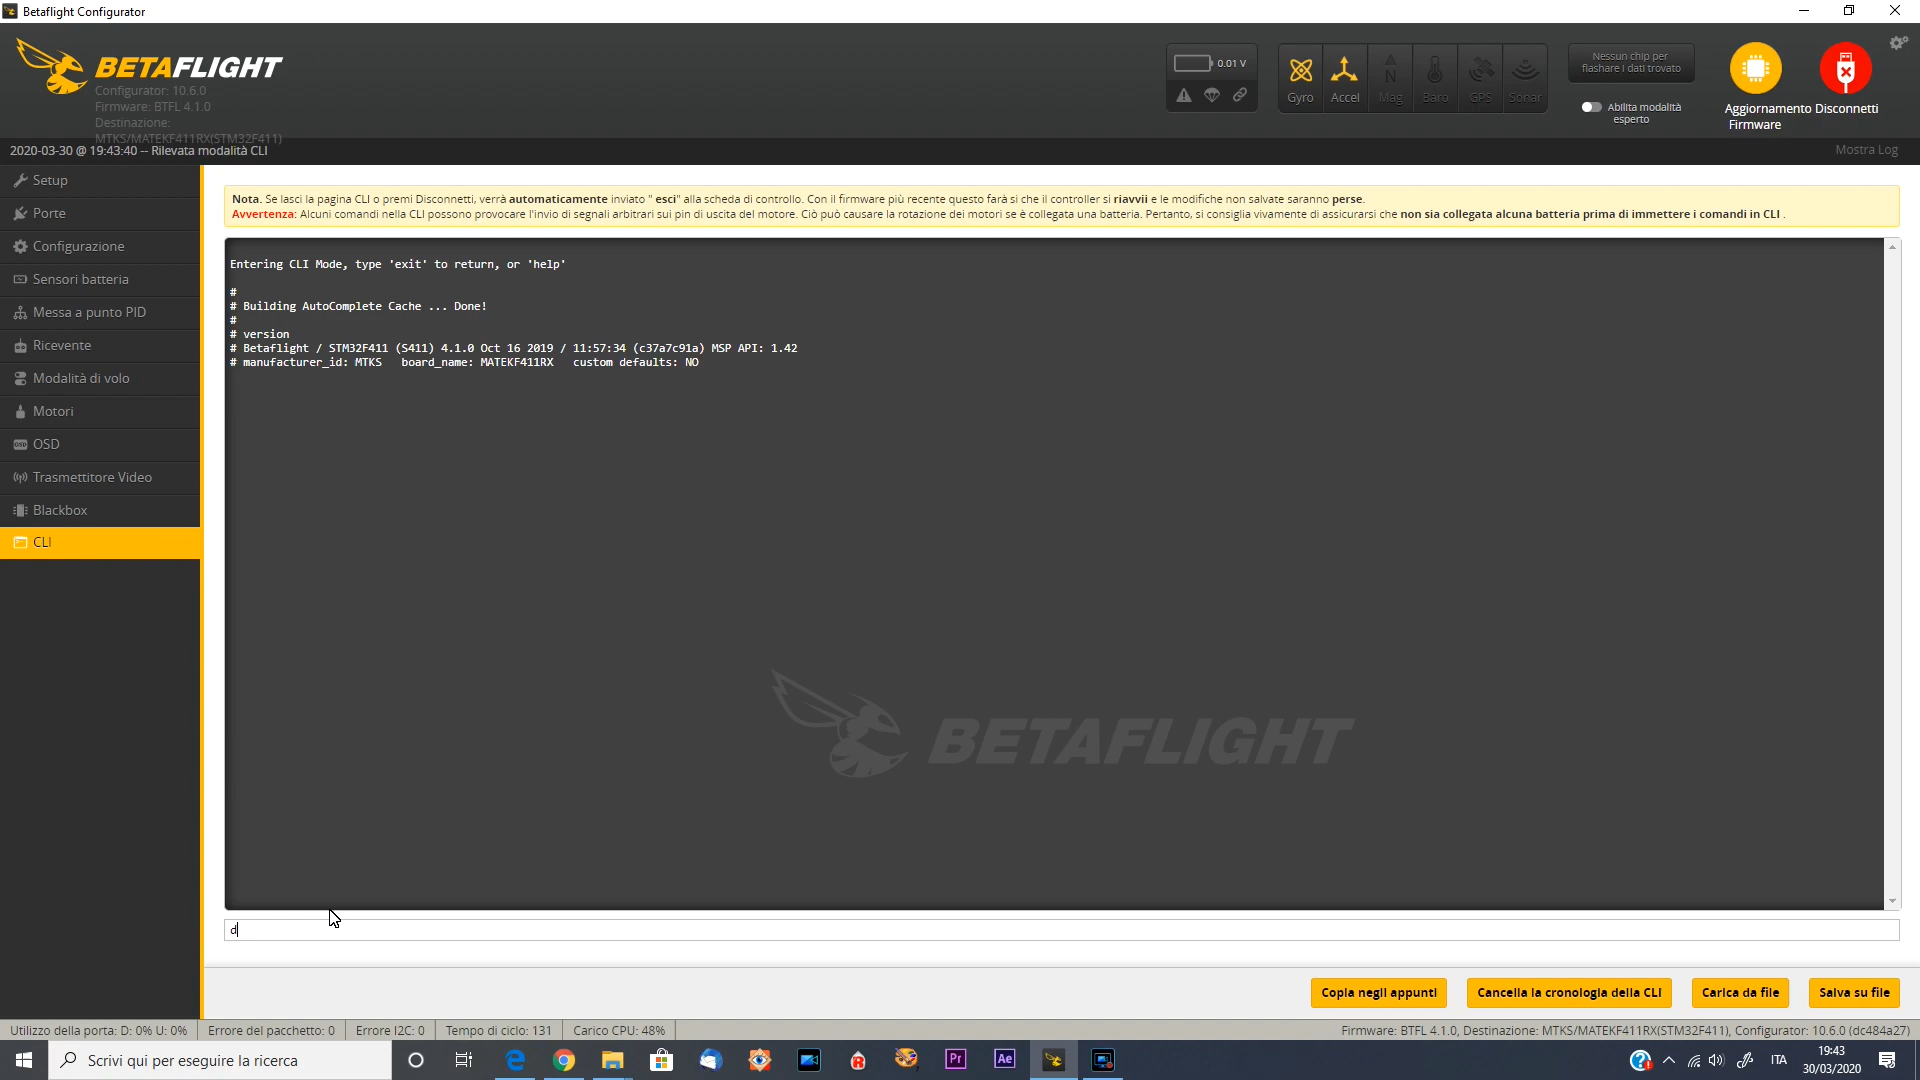 Betaflight Configurator
BETAFLIGHT
Configurator: 10.6.0
Firmware: BTFL 4.1.0
Destinazione:
MTKS/MATEKF411RX(STM32F411)
0.01 V
Gyro
Accel
Mag
Baro
GPS
Sonar
Nessun chip per
flashare i dati trovato
Abilita modalità
esperto
Aggiornamento
Firmware
Disconnetti
2020-03-30 @ 19:43:40 -- Rilevata modalità CLI
Mostra Log
Setup
Porte
Configurazione
Sensori batteria
Messa a punto PID
Ricevente
Modalità di volo
Motori
OSD
Trasmettitore Video
Blackbox
CLI
Nota. Se lasci la pagina CLI o premi Disconnetti, verrà automaticamente inviato " esci" alla scheda di controllo. Con il firmware più recente questo farà si che il controller si riavvii e le modifiche non salvate saranno perse.
Avvertenza: Alcuni comandi nella CLI possono provocare l'invio di segnali arbitrari sui pin di uscita del motore. Ciò può causare la rotazione dei motori se è collegata una batteria. Pertanto, si consiglia vivamente di assicurarsi che non sia collegata alcuna batteria prima di immettere i comandi in CLI .
Entering CLI Mode, type 'exit' to return, or 'help'
#
# Building AutoComplete Cache ... Done!
#
# version
# Betaflight / STM32F411 (S411) 4.1.0 Oct 16 2019 / 11:57:34 (c37a7c91a) MSP API: 1.42
# manufacturer_id: MTKS board_name: MATEKF411RX custom defaults: NO
BETAFLIGHT
d
Copia negli appunti
Cancella la cronologia della CLI
Carica da file
Salva su file
Utilizzo della porta: D: 0% U: 0%
Errore del pacchetto: 0
Errore I2C: 0
Tempo di ciclo: 131
Carico CPU: 48%
Firmware: BTFL 4.1.0, Destinazione: MTKS/MATEKF411RX(STM32F411), Configurator: 10.6.0 (dc484a27)
Scrivi qui per eseguire la ricerca
Pr
Ae
ITA
19:43
30/03/2020